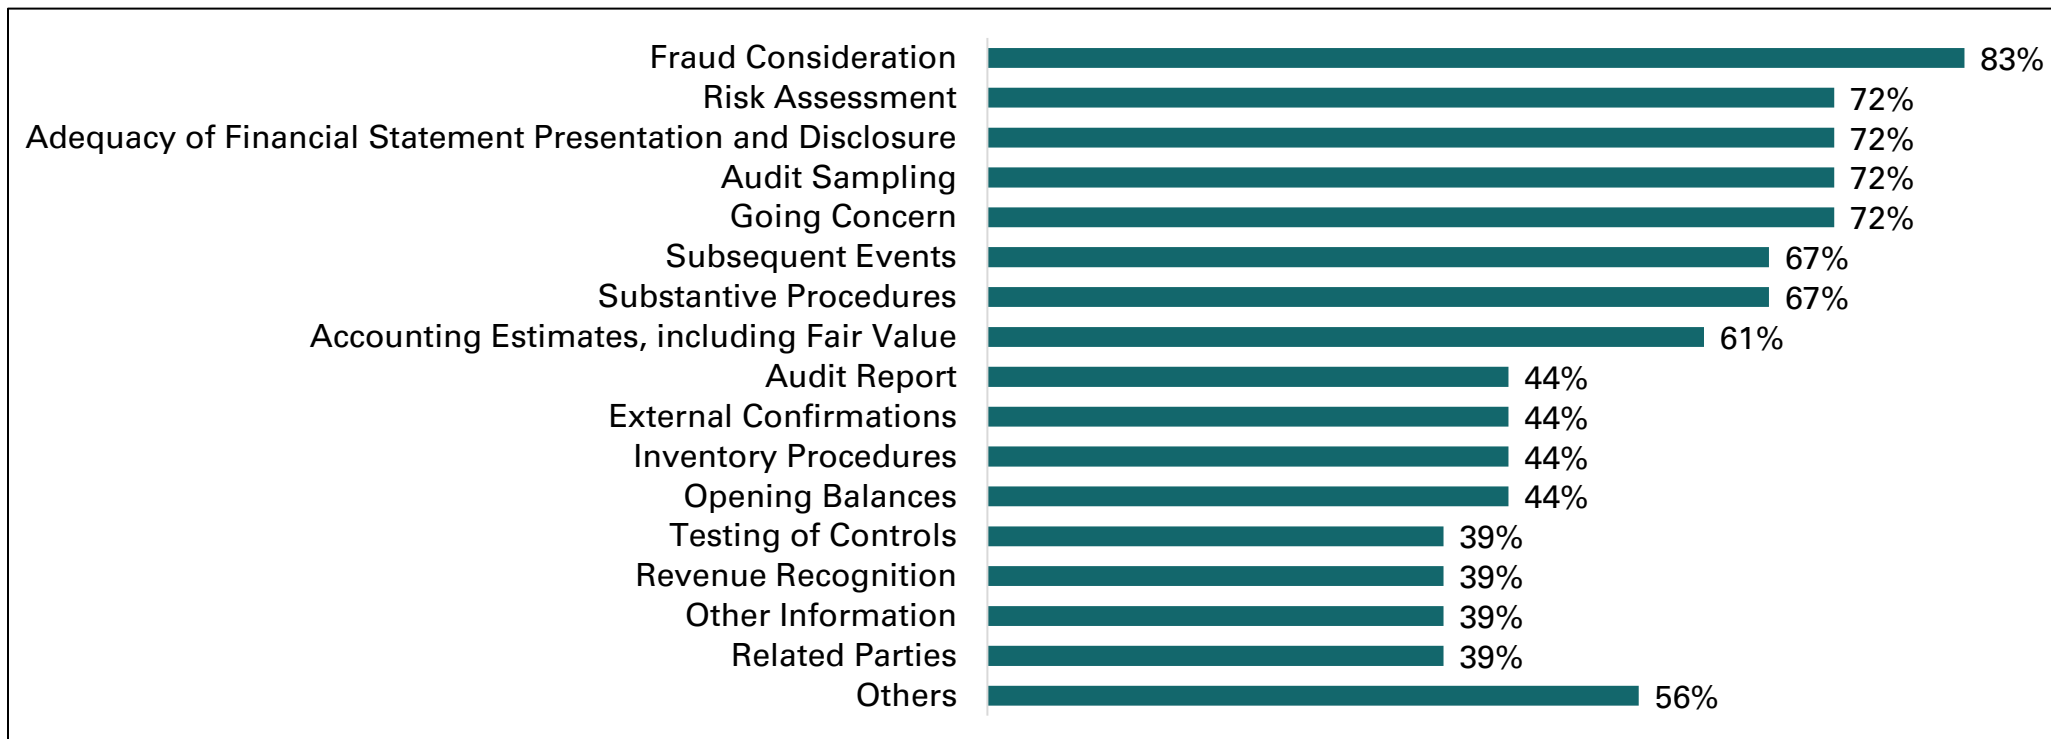 Fraud Consideration 83%
Risk Assessment 72%
Adequacy of Financial Statement Presentation and Disclosure 72%
Audit Sampling 72%
Going Concern 72%
Subsequent Events 67%
Substantive Procedures 67%
Accounting Estimates, including Fair Value 61%
Audit Report 44%
External Confirmations 44%
Inventory Procedures 44%
Opening Balances 44%
Testing of Controls 39%
Revenue Recognition 39%
Other Information 39%
Related Parties 39%
Others 56%